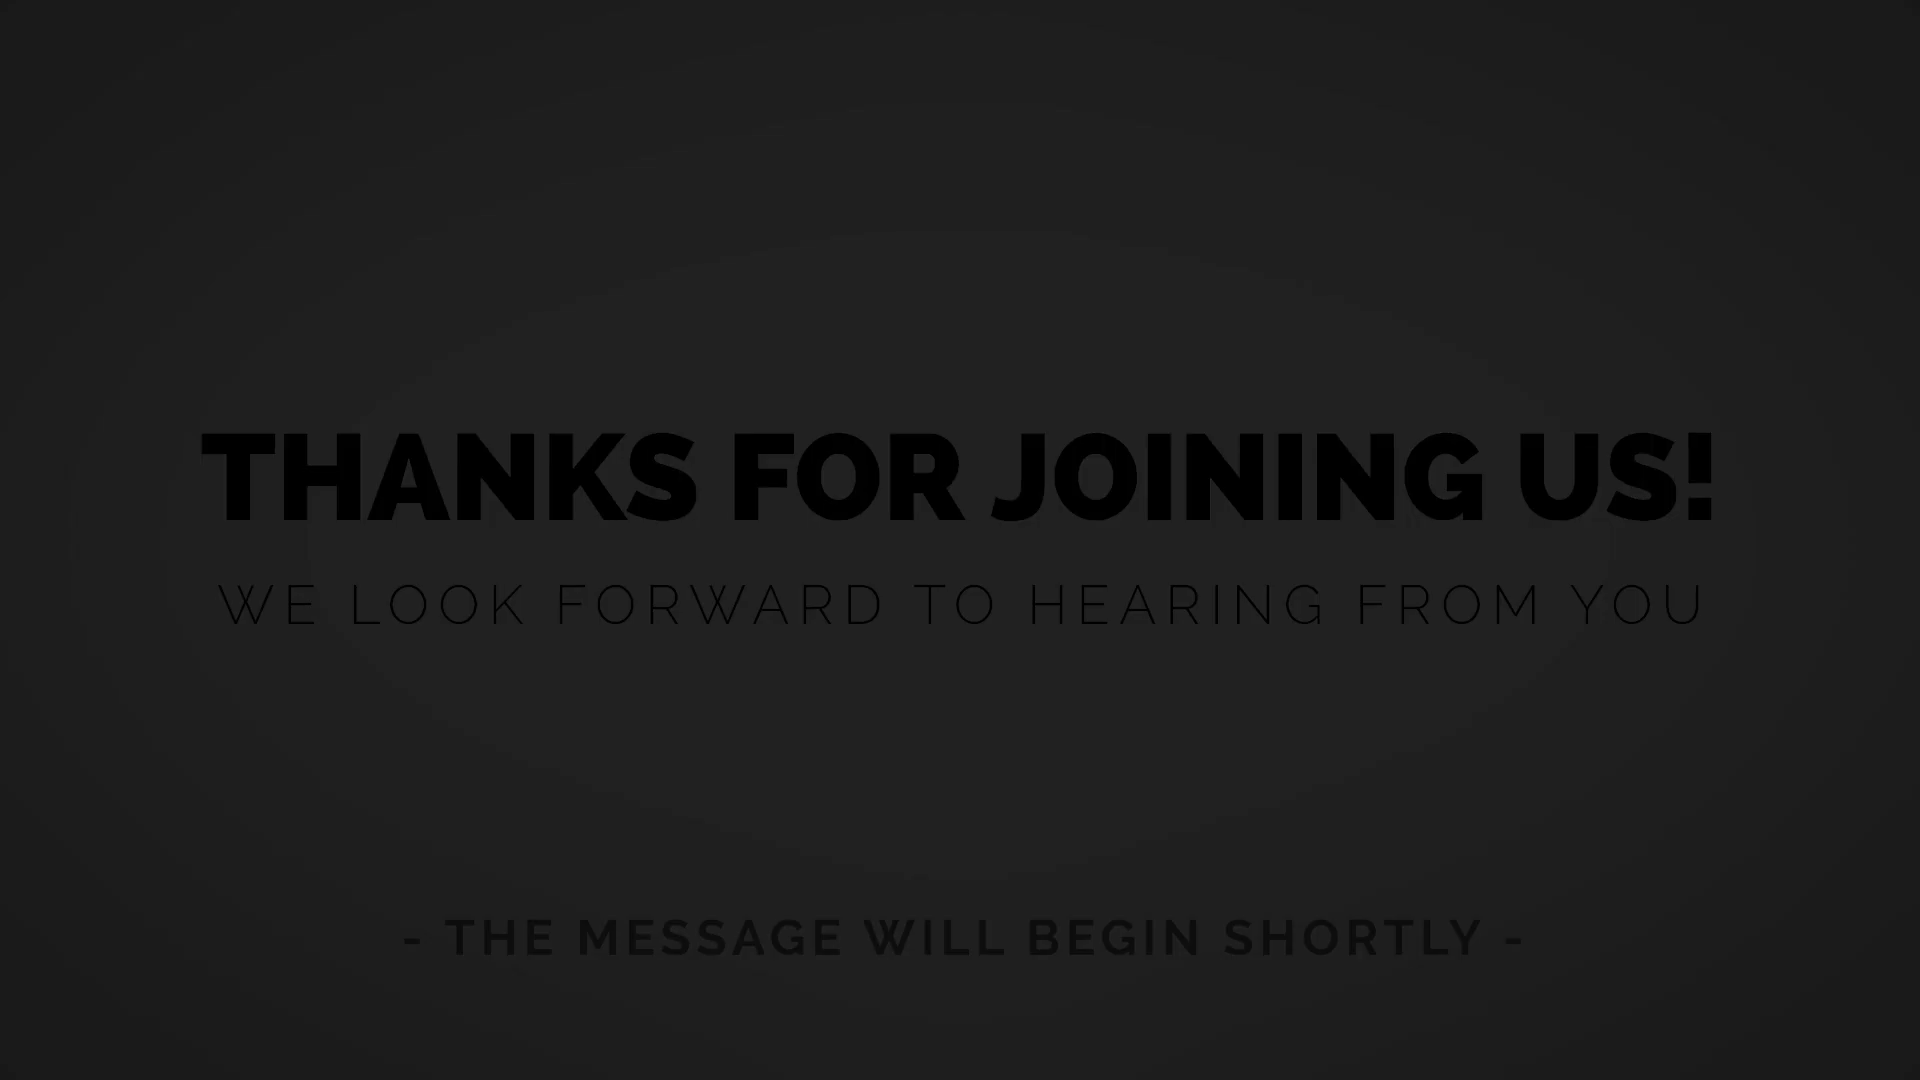 THANKS FOR JOINING US!
WE LOOK FORWARD TO HEARING FROM YOU
- THE MESSAGE WILL BEGIN SHORTLY -